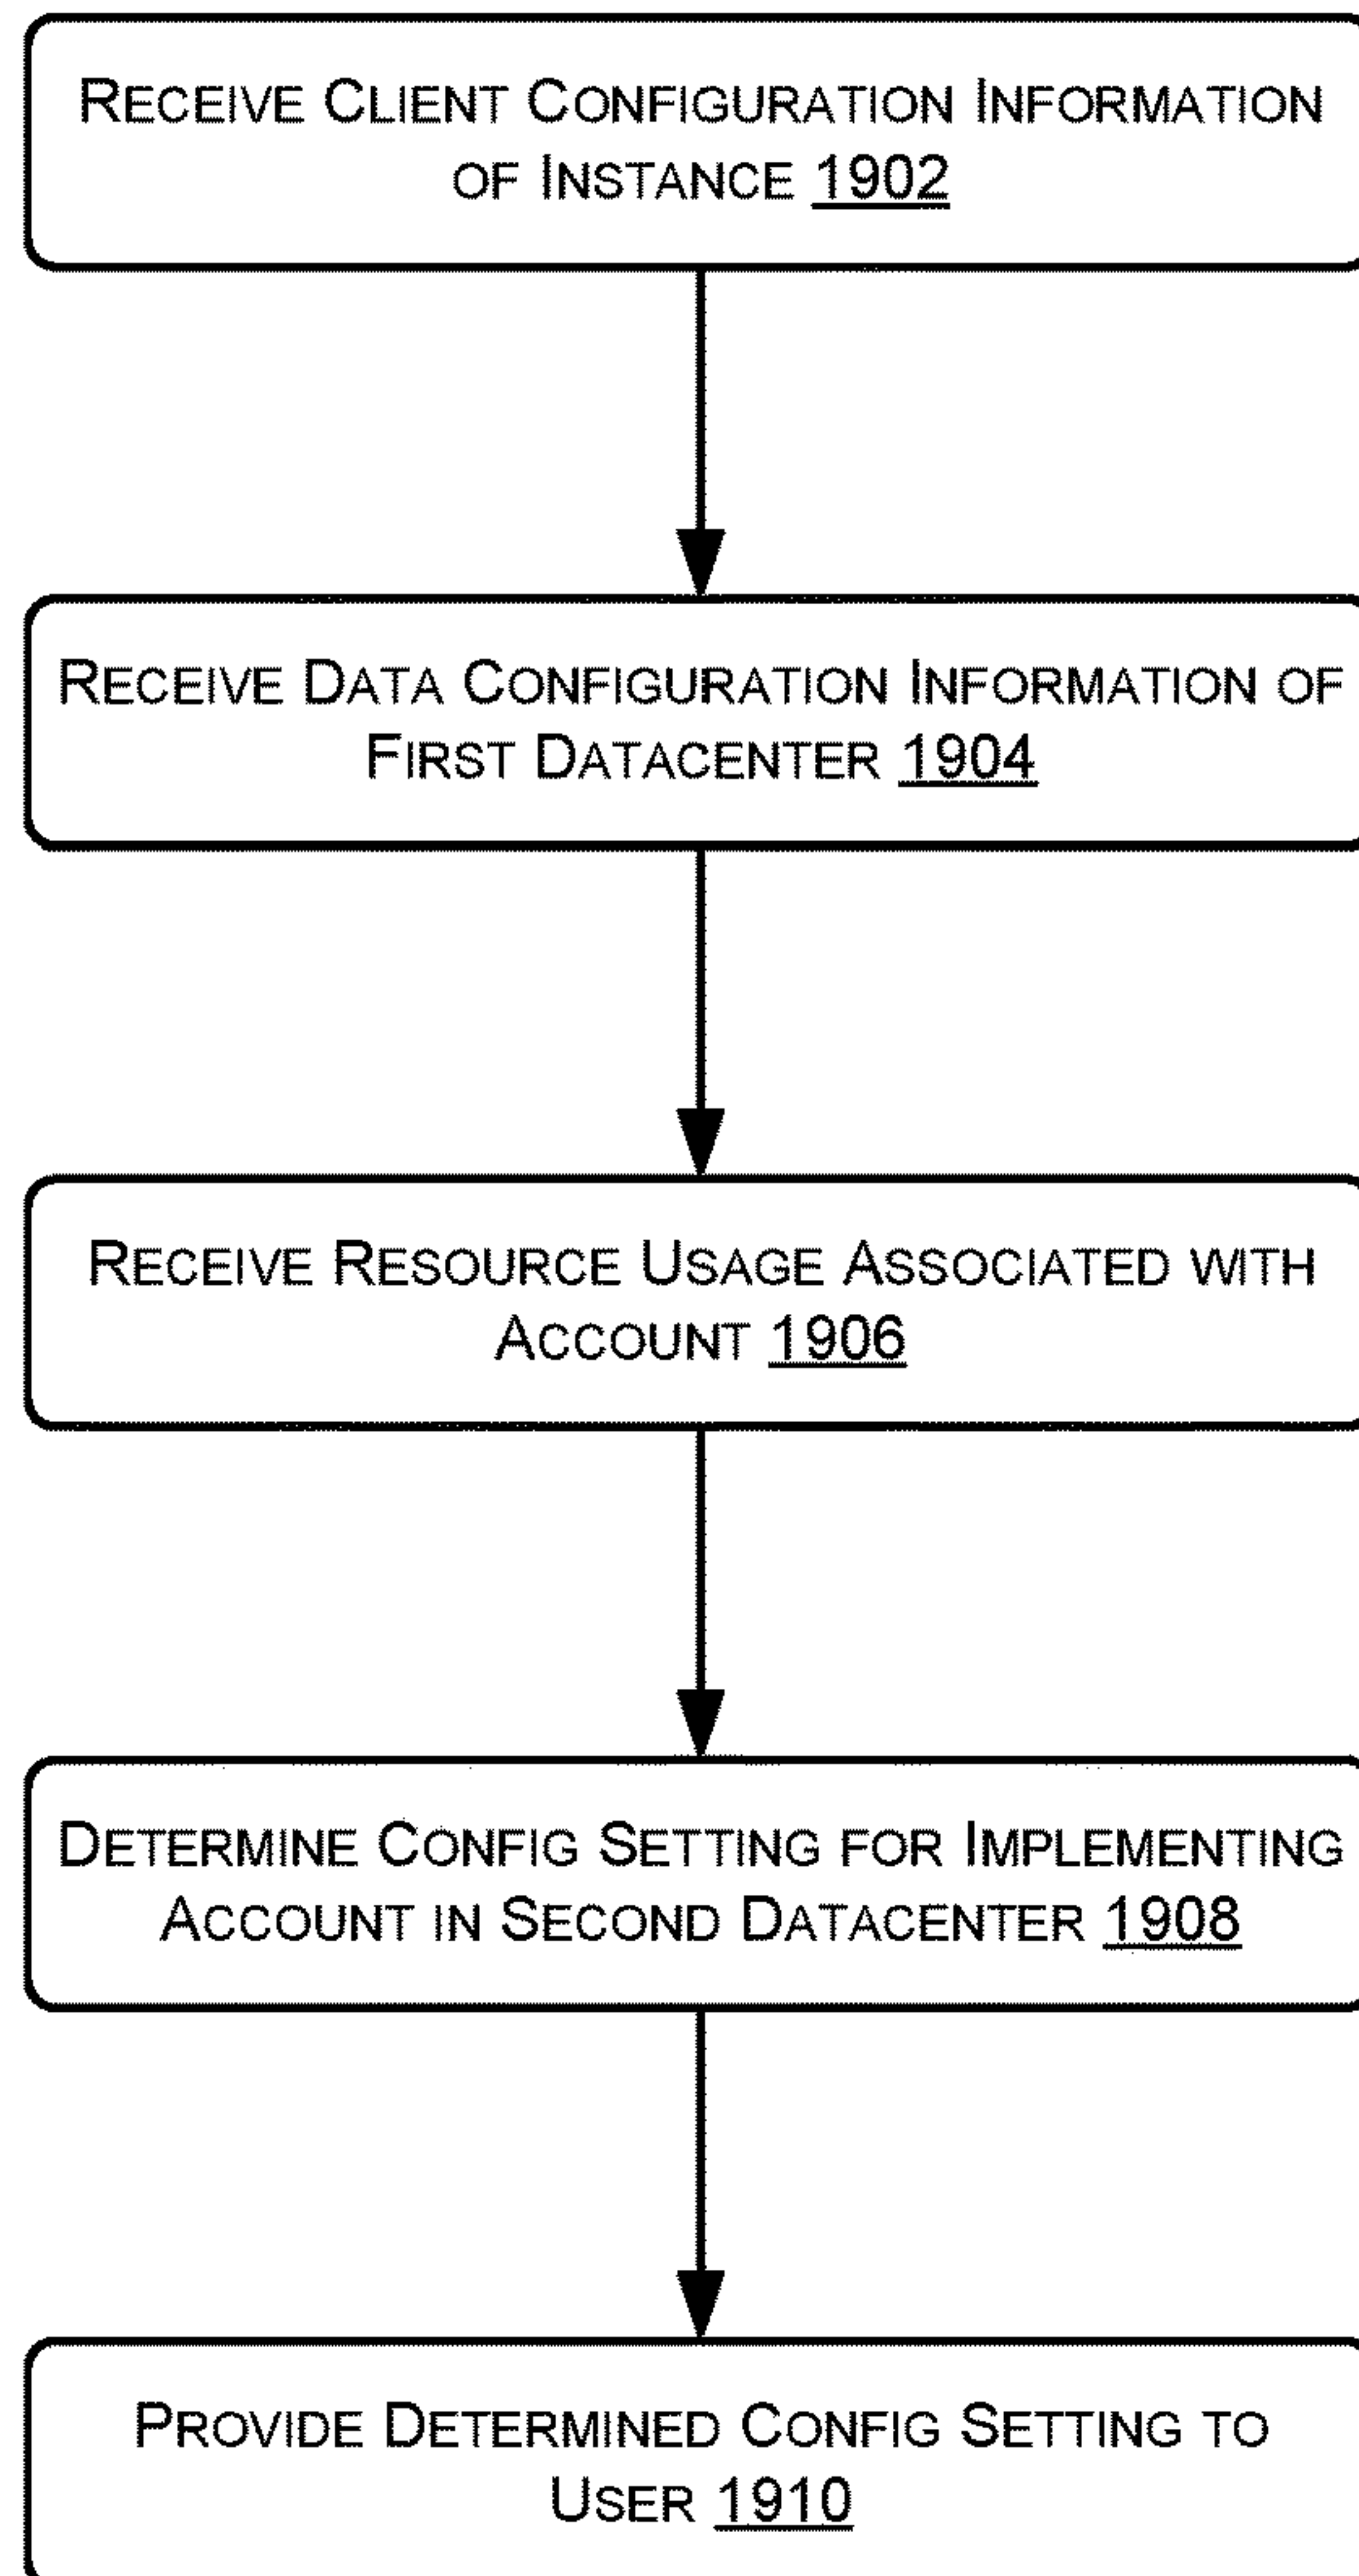 RECEIVE CLIENT CONFIGURATION INFORMATION
OF INSTANCE 1902
RECEIVE DATA CONFIGURATION INFORMATION OF
FIRST DATACENTER 1904
RECEIVE RESOURCE USAGE ASSOCIATED WITH
ACCOUNT 1906
DETERMINE CONFIG SETTING FOR IMPLEMENTING
ACCOUNT IN SECOND DATACENTER 1908
PROVIDE DETERMINED CONFIG SETTING TO
USER 1910